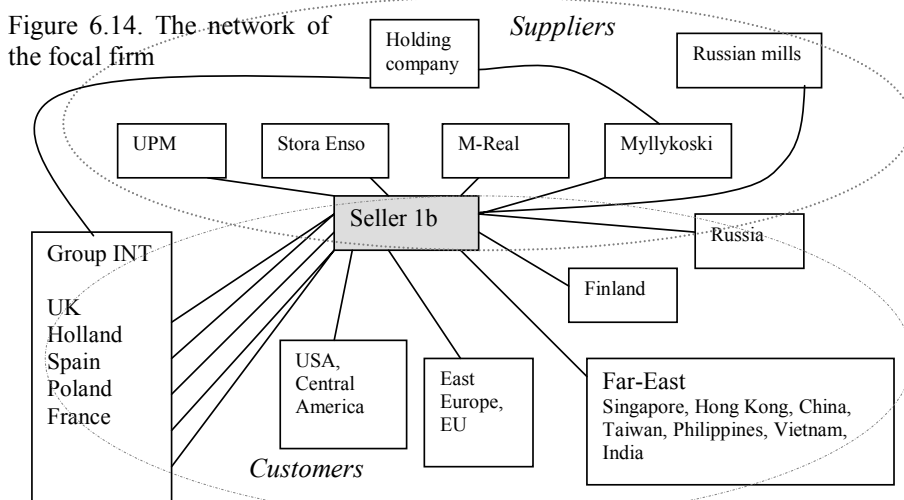 Figure 6.14. The network of
the focal firm
Suppliers
Holding
company
Russian mills
UPM
Stora Enso
M-Real
Myllykoski
Seller 1b
Russia
Group INT
UK
Holland
Spain
Poland
France
Finland
USA,
Central
America
East
Europe,
EU
Far-East
Singapore, Hong Kong, China,
Taiwan, Philippines, Vietnam,
India
Customers